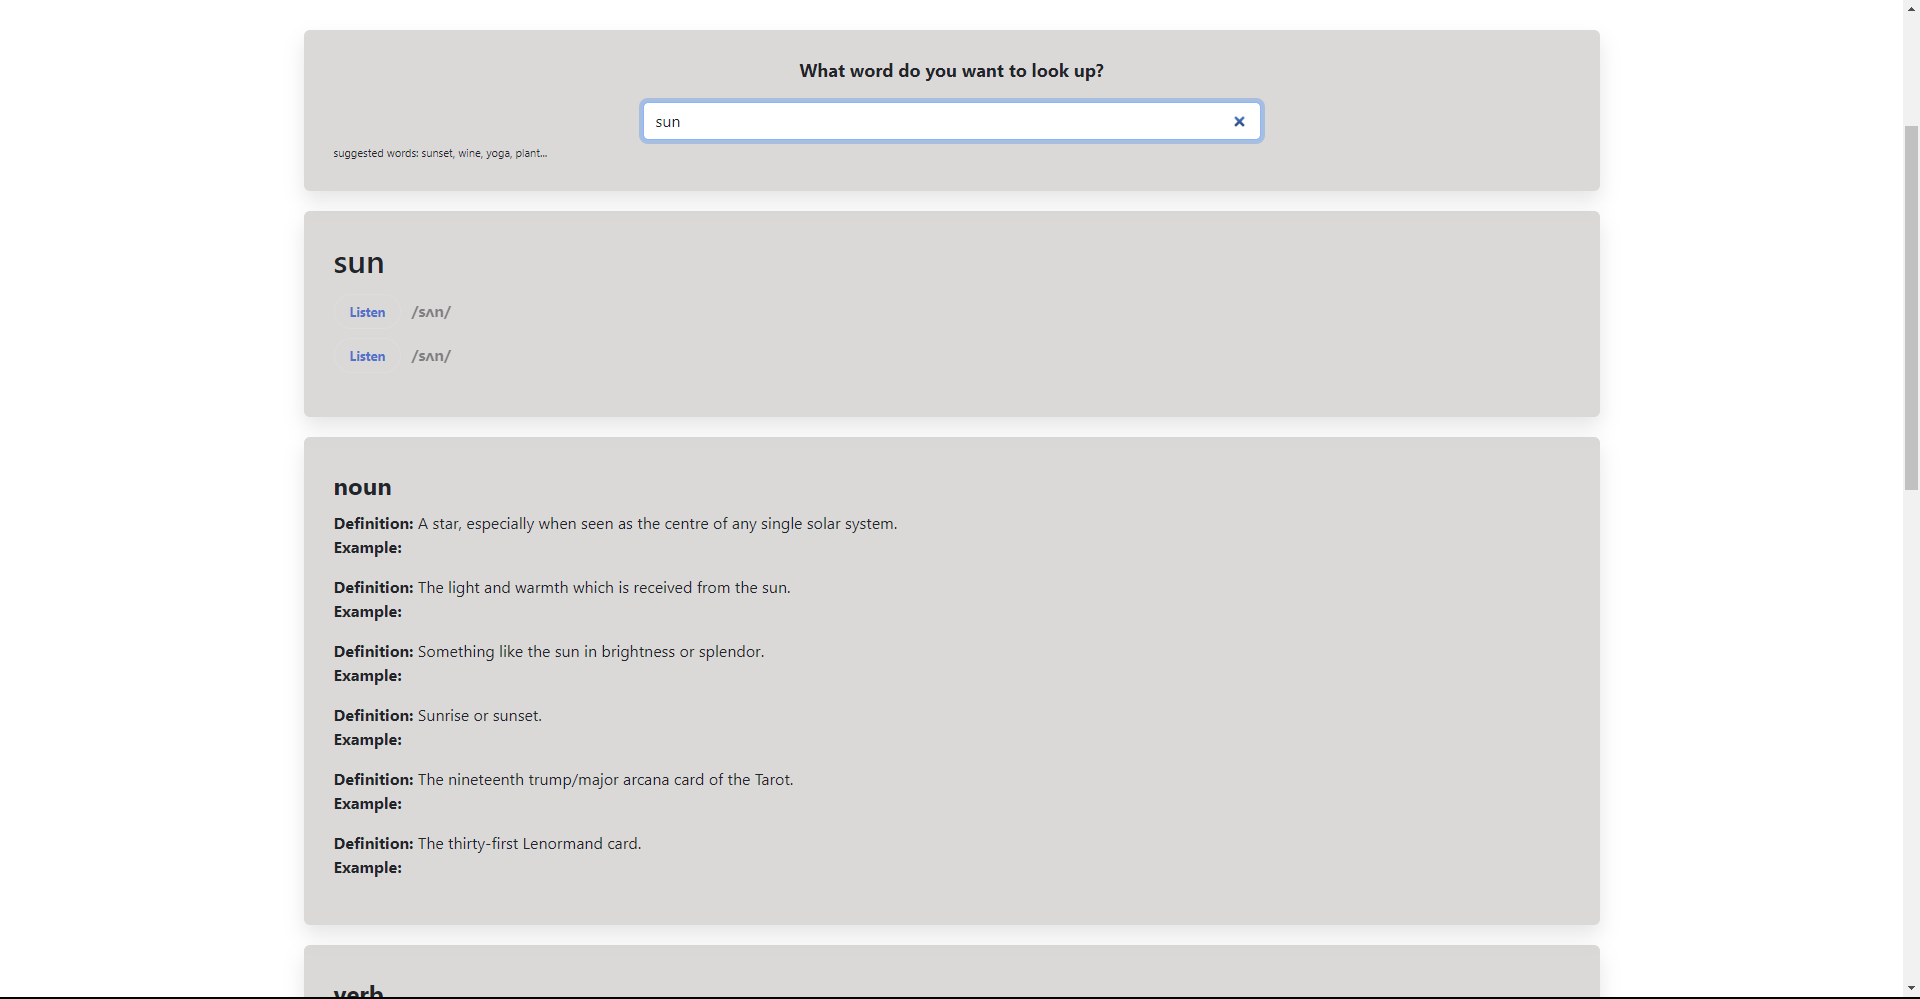 What word do you want to look up?
sun
suggested words: sunset, wine, yoga, plant...
sun
Listen /sʌn/
Listen /sʌn/
noun
Definition: A star, especially when seen as the centre of any single solar system.
Example:
Definition: The light and warmth which is received from the sun.
Example:
Definition: Something like the sun in brightness or splendor.
Example:
Definition: Sunrise or sunset.
Example:
Definition: The nineteenth trump/major arcana card of the Tarot.
Example:
Definition: The thirty-first Lenormand card.
Example:
verb